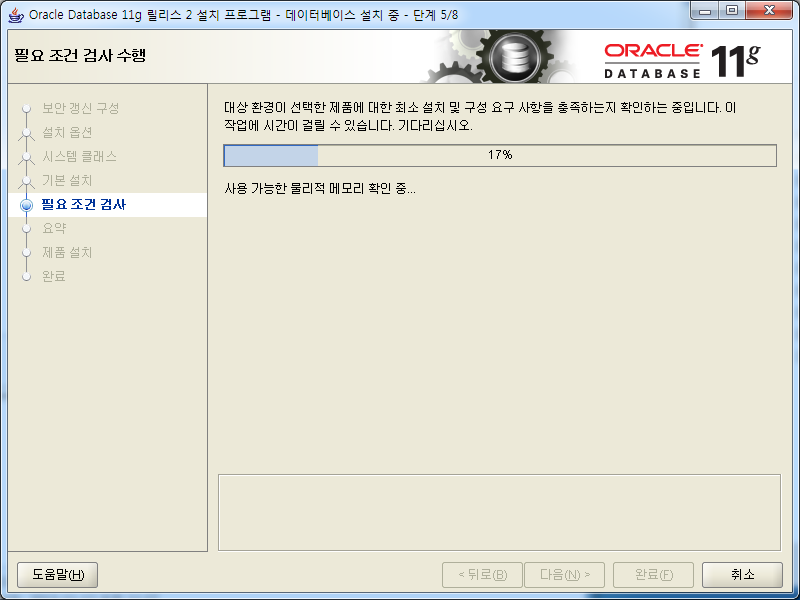 Oracle Database 11g 릴리스 2 설치 프로그램 - 데이터베이스 설치 중 - 단계 5/8
필요 조건 검사 수행
ORACLE
DATABASE
11g
보안 갱신 구성
설치 옵션
시스템 클래스
기본 설치
필요 조건 검사
요약
제품 설치
완료
대상 환경이 선택한 제품에 대한 최소 설치 및 구성 요구 사항을 충족하는지 확인하는 중입니다. 이
작업에 시간이 걸릴 수 있습니다. 기다리십시오.
17%
사용 가능한 물리적 메모리 확인 중...
도움말(H)
< 뒤로(B)
다음(N) >
완료(F)
취소